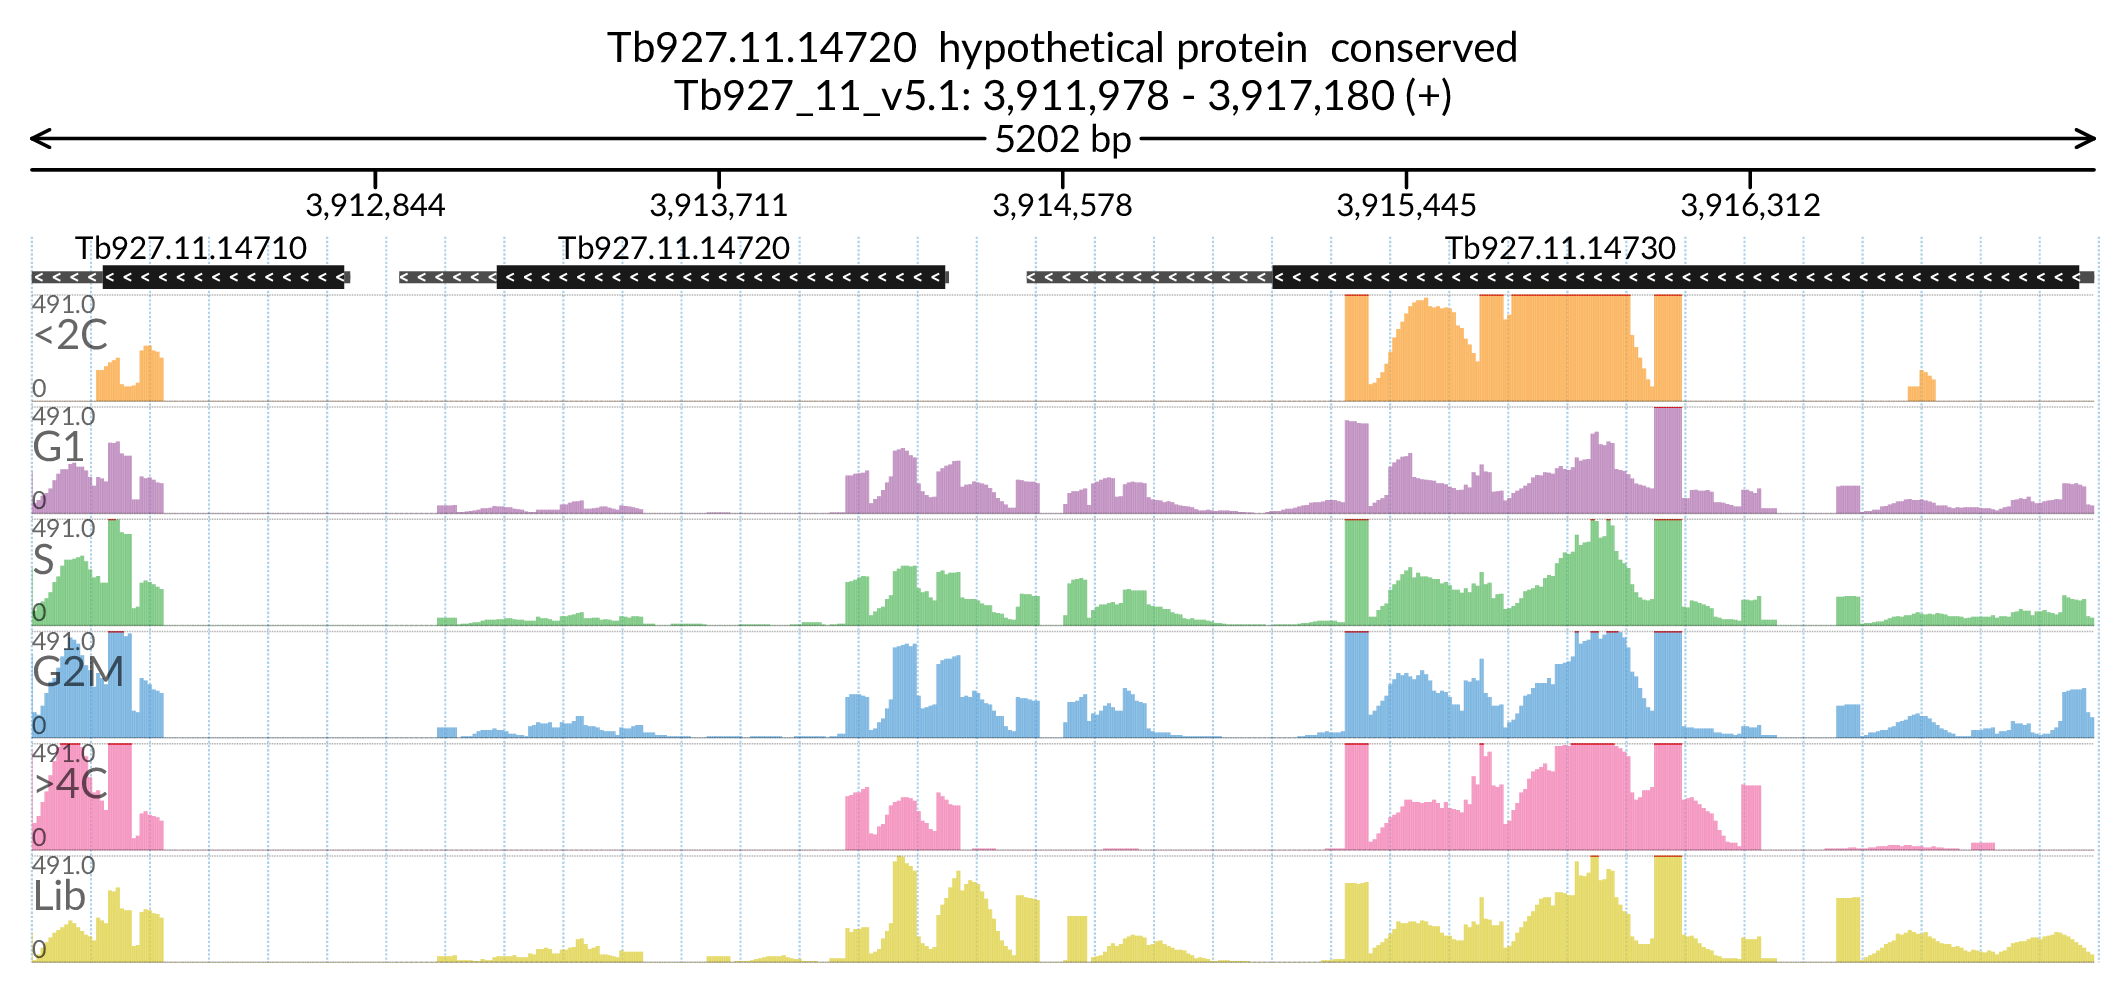 Tb927.11.14720  hypothetical protein  conserved
Tb927_11_v5.1: 3,911,978 - 3,917,180 (+)
5202 bp
3,912,844 3,913,711 3,914,578 3,915,445 3,916,312
Tb927.11.14710 Tb927.11.14720 Tb927.11.14730
491.0
<2C
0
491.0
G1
0
491.0
S
0
491.0
G2M
0
491.0
>4C
0
491.0
Lib
0